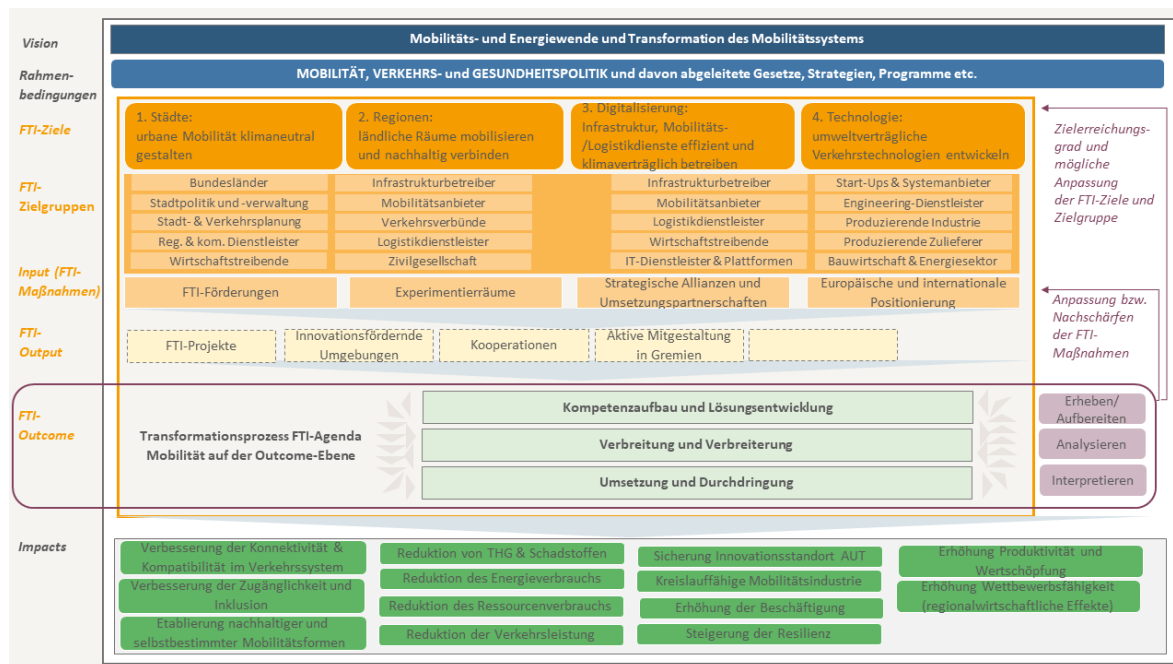 Vision
Mobilitäts- und Energiewende und Transformation des Mobilitätssystems
Rahmen-
bedingungen
MOBILITÄT, VERKEHRS- und GESUNDHEITSPOLITIK und davon abgeleitete Gesetze, Strategien, Programme etc.
FTI-Ziele
1. Städte:
urbane Mobilität klimaneutral
gestalten
2. Regionen:
ländliche Räume mobilisieren
und nachhaltig verbinden
3. Digitalisierung:
Infrastruktur, Mobilitäts-
/Logistikdienste effizient und
klimaverträglich betreiben
4. Technologie:
umweltverträgliche
Verkehrstechnologien entwickeln
Zielerreichungs-
grad und
mögliche
Anpassung
der FTI-Ziele und
Zielgruppe
FTI-
Zielgruppen
Bundesländer
Stadtpolitik und -verwaltung
Stadt- & Verkehrsplanung
Reg. & kom. Dienstleister
Wirtschaftstreibende
Infrastrukturbetreiber
Mobilitätsanbieter
Verkehrsverbünde
Logistikdienstleister
Zivilgesellschaft
Infrastrukturbetreiber
Mobilitätsanbieter
Logistikdienstleister
Wirtschaftstreibende
IT-Dienstleister & Plattformen
Start-Ups & Systemanbieter
Engineering-Dienstleister
Produzierende Industrie
Produzierende Zulieferer
Bauwirtschaft & Energiesektor
Input (FTI-
Maßnahmen)
FTI-Förderungen
Experimentierräume
Strategische Allianzen und
Umsetzungspartnerschaften
Europäische und internationale
Positionierung
Anpassung bzw.
Nachschärfen
der FTI-
Maßnahmen
FTI-
Output
FTI-Projekte
Innovationsfördernde
Umgebungen
Kooperationen
Aktive Mitgestaltung
in Gremien
FTI-
Outcome
Transformationsprozess FTI-Agenda
Mobilität auf der Outcome-Ebene
Kompetenzaufbau und Lösungsentwicklung
Verbreitung und Verbreiterung
Umsetzung und Durchdringung
Erheben/
Aufbereiten
Analysieren
Interpretieren
Impacts
Verbesserung der Konnektivität &
Kompatibilität im Verkehrssystem
Verbesserung der Zugänglichkeit und
Inklusion
Etablierung nachhaltiger und
selbstbestimmter Mobilitätsformen
Reduktion von THG & Schadstoffen
Reduktion des Energieverbrauchs
Reduktion des Ressourcenverbrauchs
Reduktion der Verkehrsleistung
Sicherung Innovationsstandort AUT
Kreislauffähige Mobilitätsindustrie
Erhöhung der Beschäftigung
Steigerung der Resilienz
Erhöhung Produktivität und
Wertschöpfung
Erhöhung Wettbewerbsfähigkeit
(regionalwirtschaftliche Effekte)